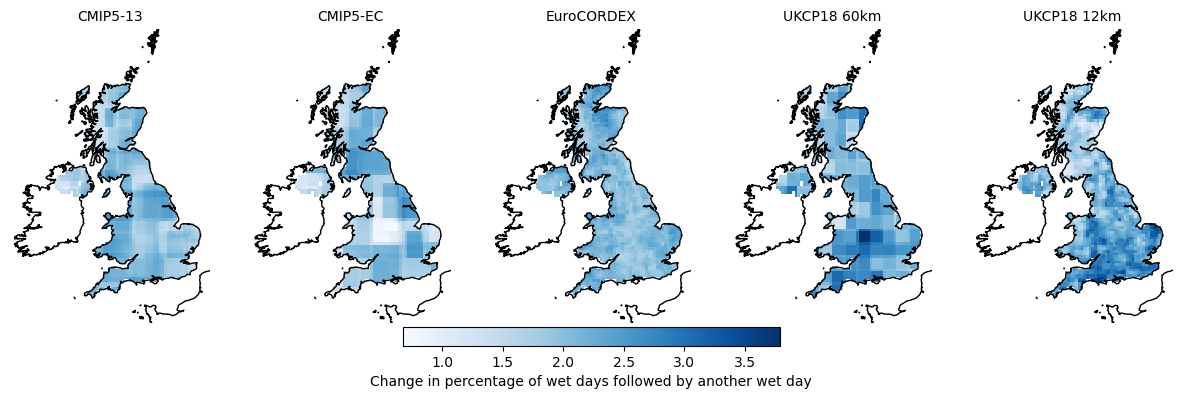 CMIP5-13 CMIP5-EC EuroCORDEX UKCP18 60km UKCP18 12km
1.0 1.5 2.0 2.5 3.0 3.5
Change in percentage of wet days followed by another wet day